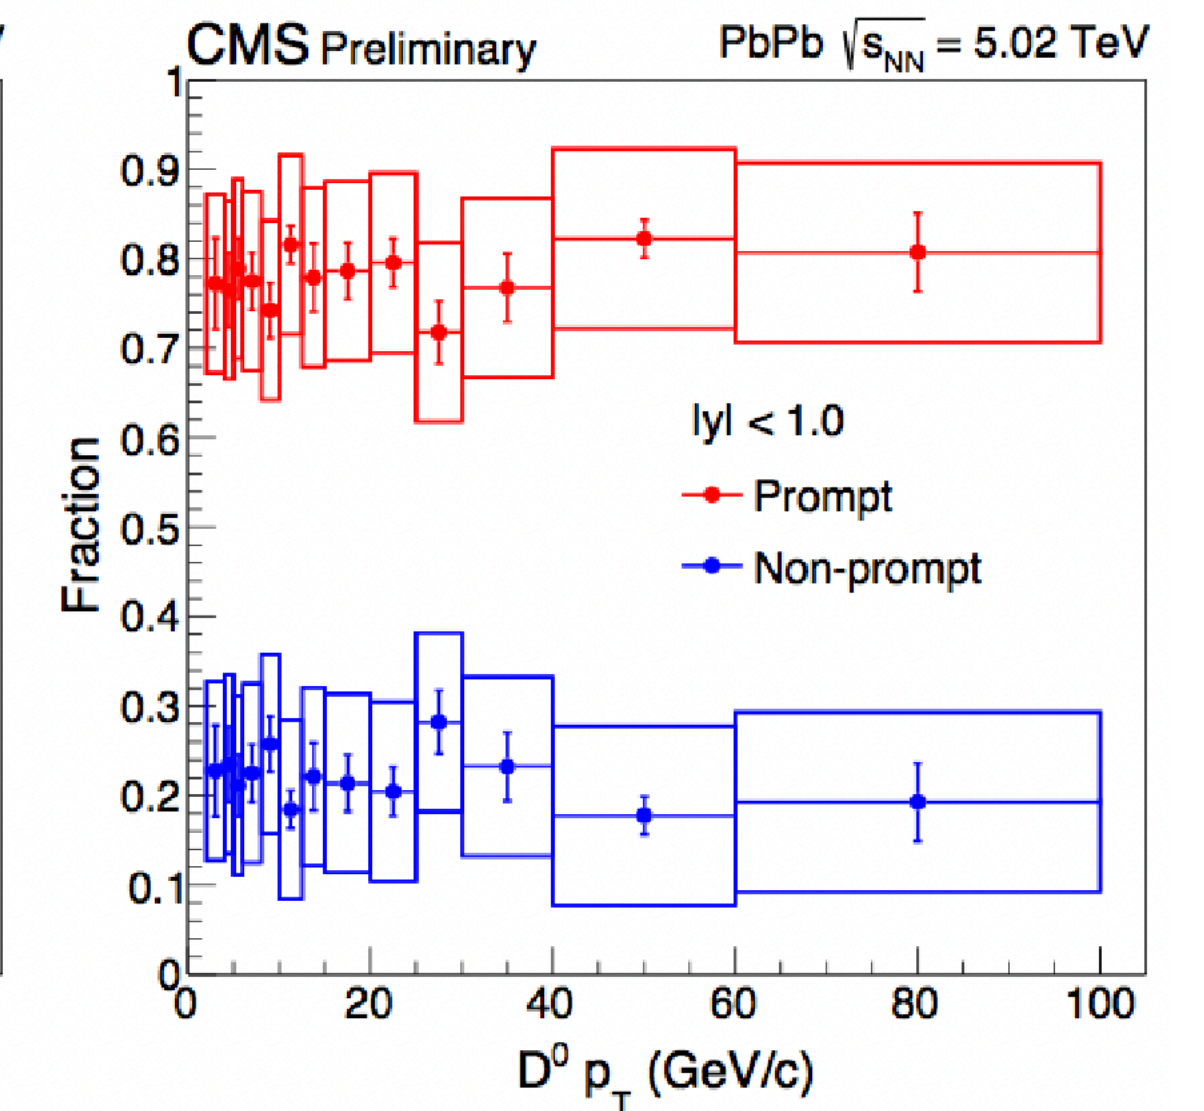 CMS Preliminary PbPb √sNN = 5.02 TeV
1
0.9
0.8
0.7
0.6
0.5
0.4
0.3
0.2
0.1
0
Fraction
|y| < 1.0
Prompt
Non-prompt
0 20 40 60 80 100
D⁰ pT (GeV/c)